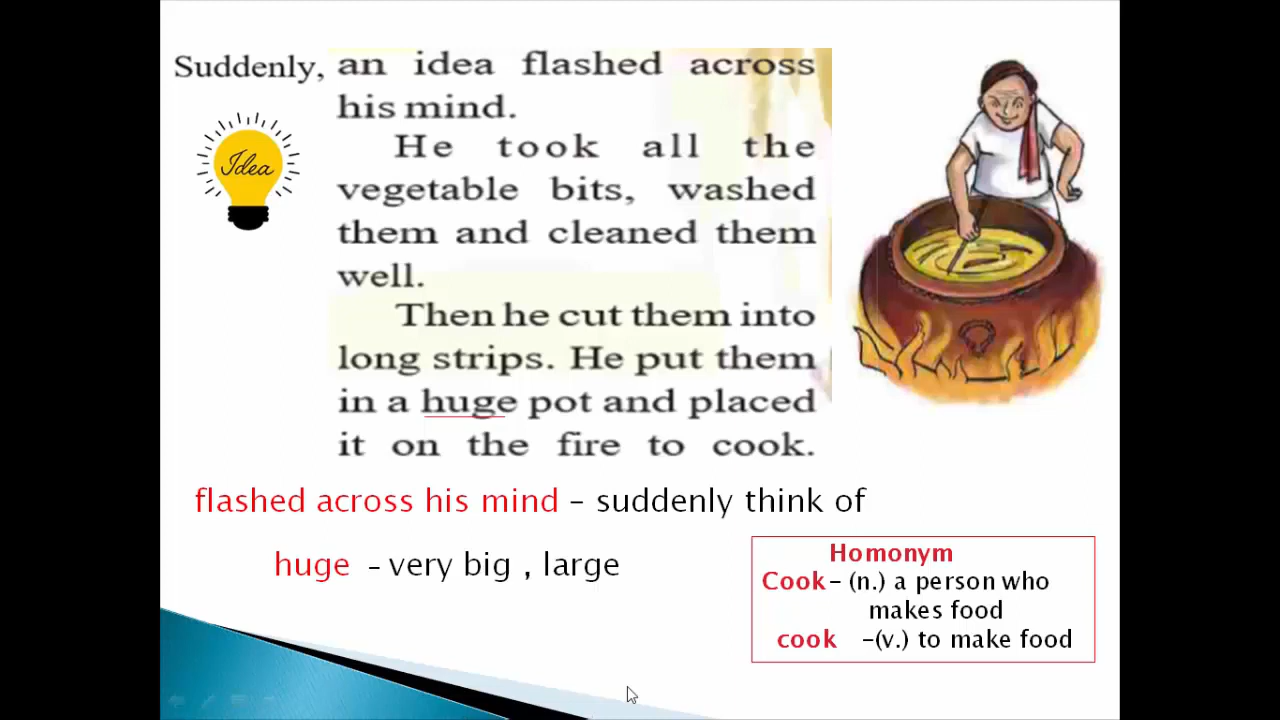 Suddenly, an idea flashed across
his mind.
Idea
He took all the
vegetable bits, washed
them and cleaned them
well.
Then he cut them into
long strips. He put them
in a huge pot and placed
it on the fire to cook.
flashed across his mind – suddenly think of
huge – very big , large
Homonym
Cook – (n.) a person who
makes food
cook –(v.) to make food